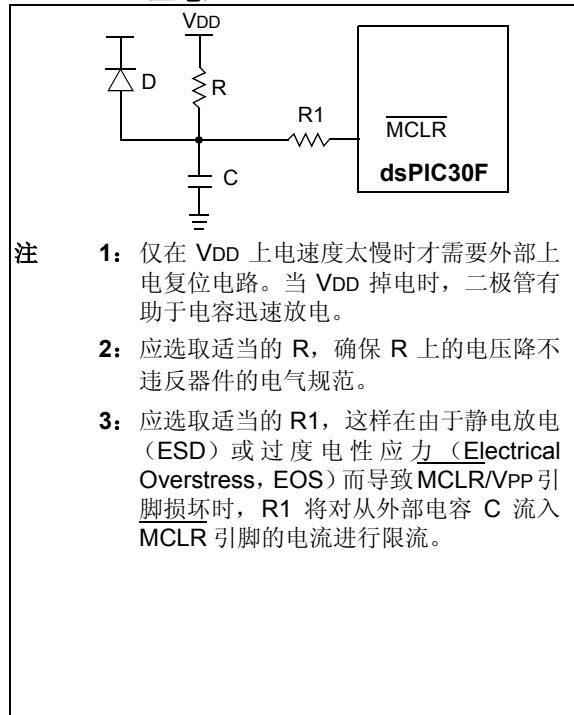 VDD
D
R
R1
MCLR
dsPIC30F
C
注 1：仅在 VDD 上电速度太慢时才需要外部上
电复位电路。当 VDD 掉电时，二极管有
助于电容迅速放电。
2：应选取适当的 R，确保 R 上的电压降不
违反器件的电气规范。
3：应选取适当的 R1，这样在由于静电放电
（ESD）或过度电性应力（Electrical
Overstress，EOS）而导致 MCLR/VPP 引
脚损坏时，R1 将对从外部电容 C 流入
MCLR 引脚的电流进行限流。